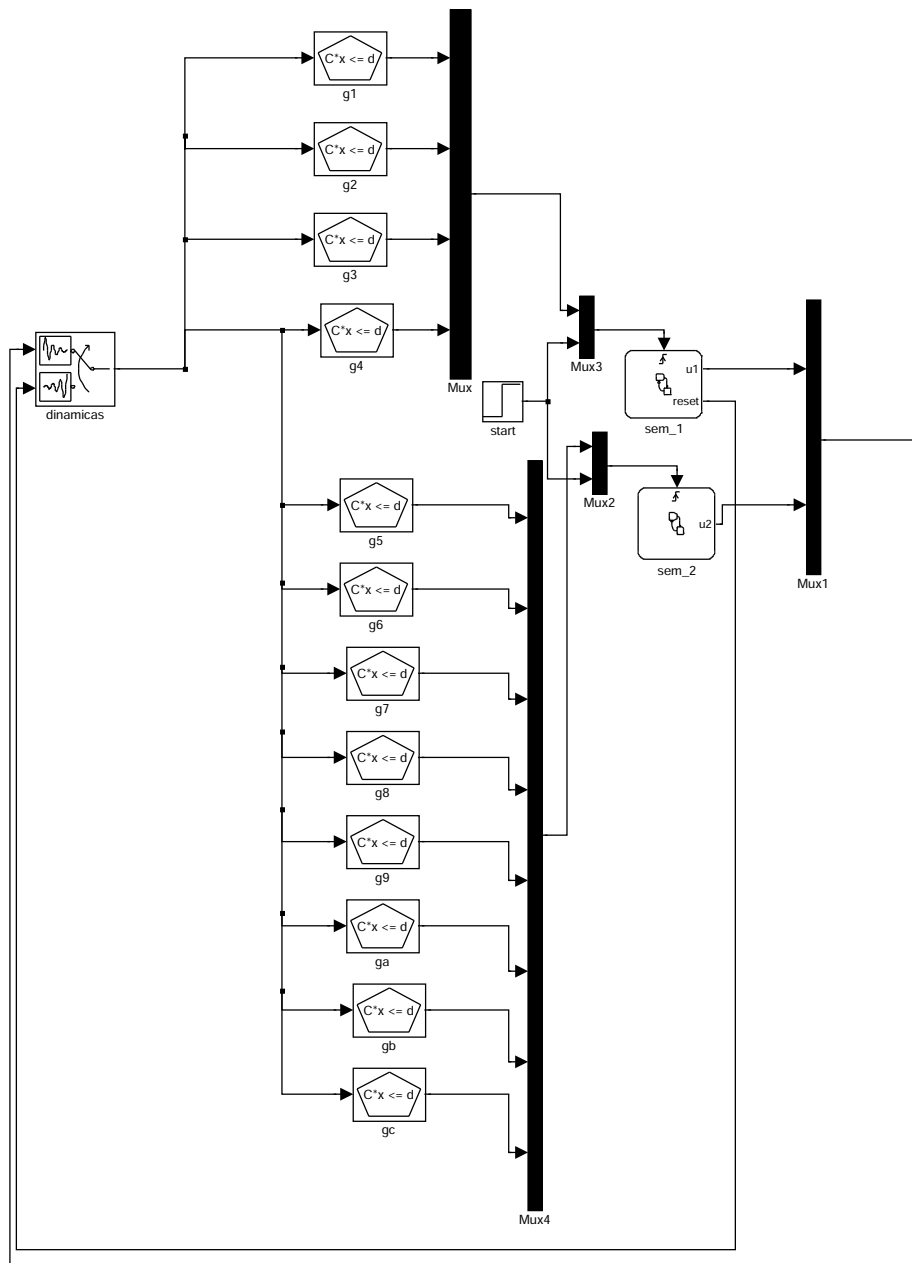 C*x <= d
g1
C*x <= d
g2
C*x <= d
g3
C*x <= d
g4
Mux
dinamicas
start
Mux3
u1
reset
sem_1
Mux2
u2
sem_2
Mux1
C*x <= d
g5
C*x <= d
g6
C*x <= d
g7
C*x <= d
g8
C*x <= d
g9
C*x <= d
ga
C*x <= d
gb
C*x <= d
gc
Mux4